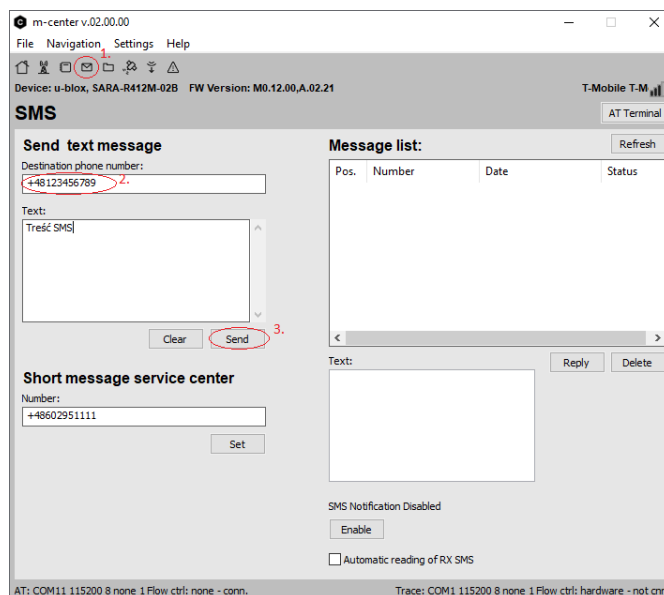 m-center v.02.00.00
File Navigation Settings Help
1.
Device: u-blox, SARA-R412M-02B FW Version: M0.12.00,A.02.21
T-Mobile T-M
SMS
AT Terminal
Send text message
Destination phone number:
+48123456789
2.
Text:
Treść SMS
Clear
Send
3.
Short message service center
Number:
+48602951111
Set
Message list:
Refresh
Pos. Number Date Status
Text:
Reply
Delete
SMS Notification Disabled
Enable
Automatic reading of RX SMS
AT: COM11 115200 8 none 1 Flow ctrl: none - conn.
Trace: COM1 115200 8 none 1 Flow ctrl: hardware - not cnn